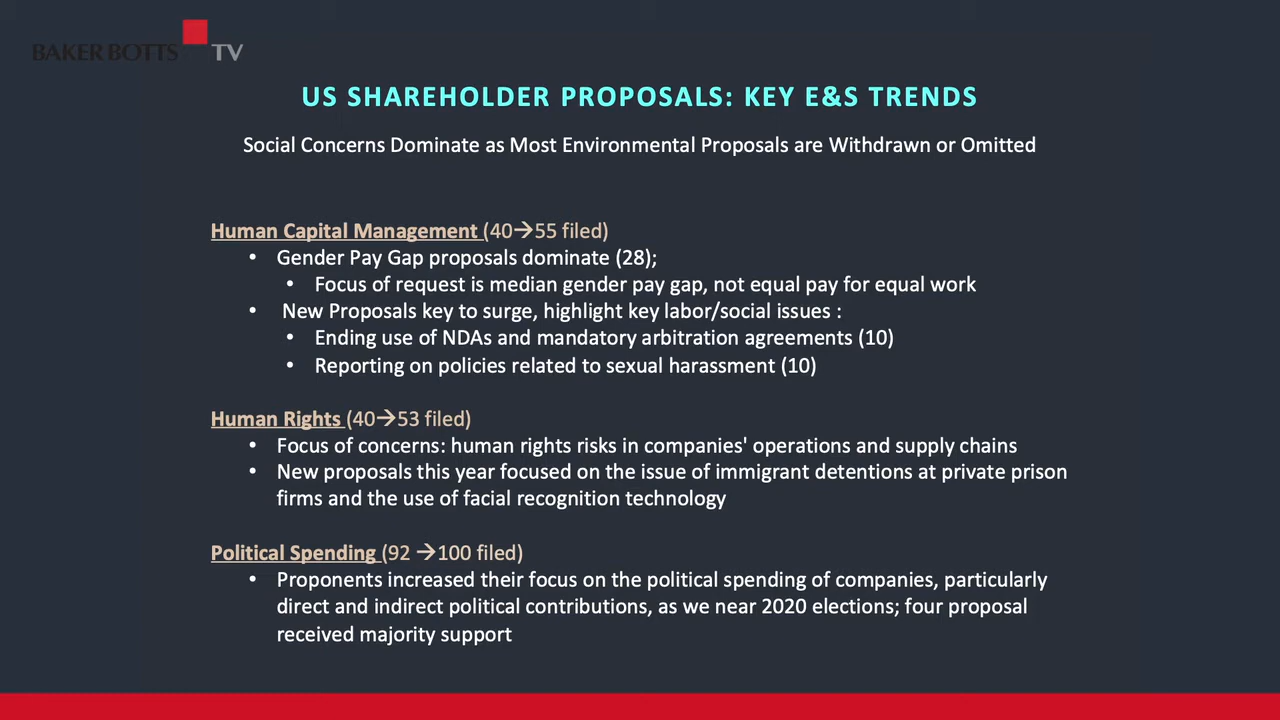 BAKER BOTTS TV
US SHAREHOLDER PROPOSALS: KEY E&S TRENDS
Social Concerns Dominate as Most Environmental Proposals are Withdrawn or Omitted
Human Capital Management (40→55 filed)
• Gender Pay Gap proposals dominate (28);
• Focus of request is median gender pay gap, not equal pay for equal work
• New Proposals key to surge, highlight key labor/social issues :
• Ending use of NDAs and mandatory arbitration agreements (10)
• Reporting on policies related to sexual harassment (10)
Human Rights (40→53 filed)
• Focus of concerns: human rights risks in companies' operations and supply chains
• New proposals this year focused on the issue of immigrant detentions at private prison
firms and the use of facial recognition technology
Political Spending (92 →100 filed)
• Proponents increased their focus on the political spending of companies, particularly
direct and indirect political contributions, as we near 2020 elections; four proposal
received majority support